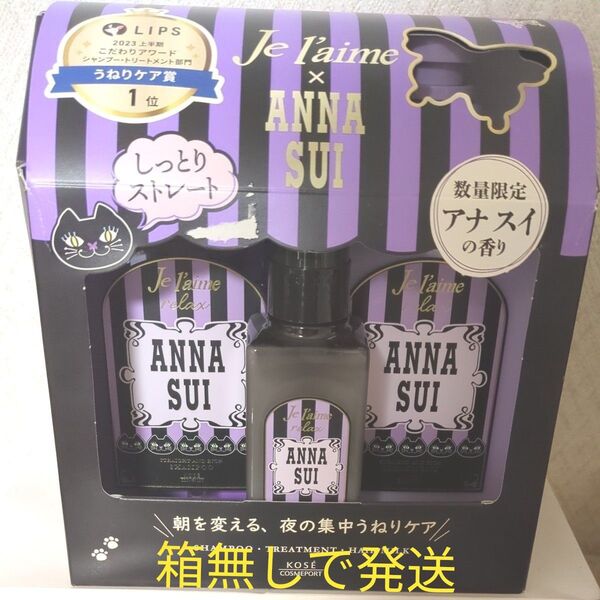 LIPS
2023 上半期
こだわりアワード
シャンプー・トリートメント部門
うねりケア賞
1位
Je l'aime
×
ANNA
SUI
しっとり
ストレート
数量限定
アナ スイ
の香り
Je l'aime
relax
ANNA
SUI
STRAIGHT AND RICH
SHAMPOO
Je l'aime
relax
ANNA
SUI
Je l'aime
relax
ANNA
SUI
朝を変える、夜の集中うねりケア
SHAMPOO・TREATMENT・HAIR MILK
KOSÉ
COSMEPORT
箱無しで発送